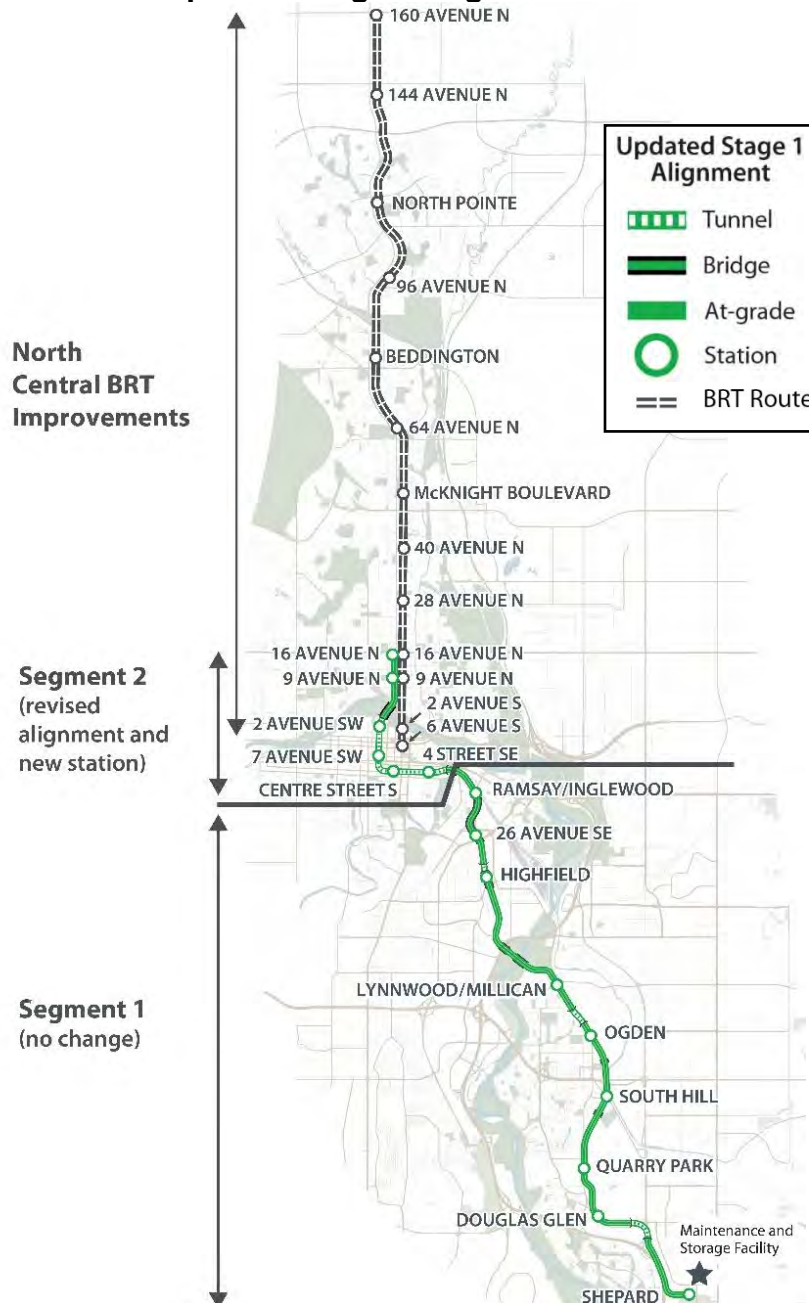 160 AVENUE N
144 AVENUE N
Updated Stage 1
Alignment
Tunnel
Bridge
At-grade
Station
BRT Route
NORTH POINTE
96 AVENUE N
North
Central BRT
Improvements
BEDDINGTON
64 AVENUE N
McKNIGHT BOULEVARD
40 AVENUE N
28 AVENUE N
16 AVENUE N
16 AVENUE N
9 AVENUE N
9 AVENUE N
Segment 2
(revised
alignment and
new station)
2 AVENUE S
2 AVENUE SW
6 AVENUE S
7 AVENUE SW
4 STREET SE
CENTRE STREET S
RAMSAY/INGLEWOOD
26 AVENUE SE
HIGHFIELD
LYNNWOOD/MILLICAN
Segment 1
(no change)
OGDEN
SOUTH HILL
QUARRY PARK
DOUGLAS GLEN
Maintenance and
Storage Facility
SHEPARD